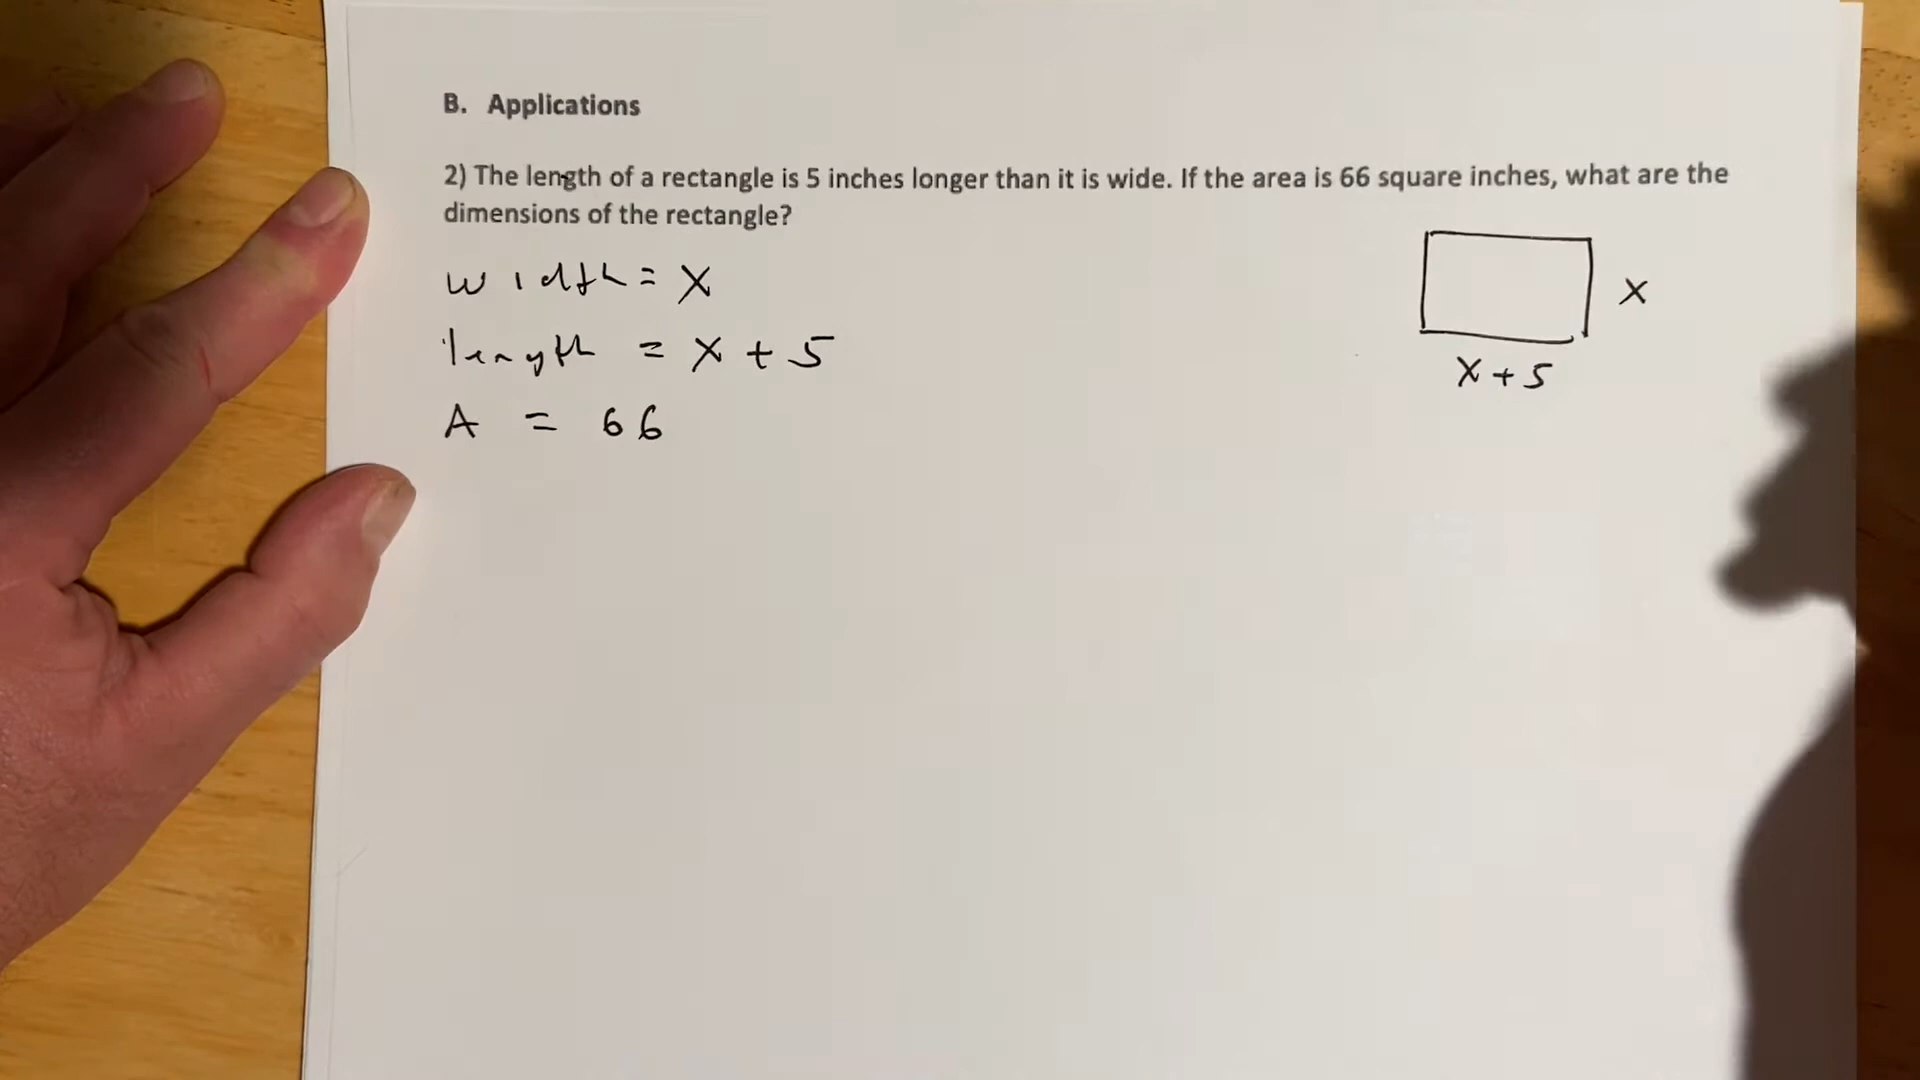 B. Applications
2) The length of a rectangle is 5 inches longer than it is wide. If the area is 66 square inches, what are the
dimensions of the rectangle?
width = x
length = x + 5
A = 66
x
x + 5